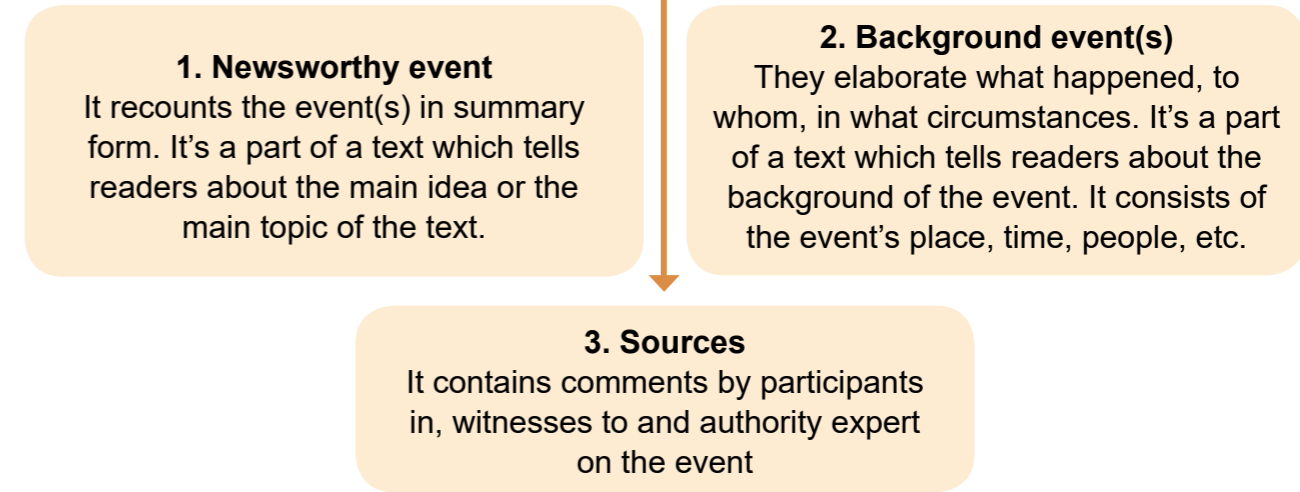 1. Newsworthy event
It recounts the event(s) in summary
form. It’s a part of a text which tells
readers about the main idea or the
main topic of the text.
2. Background event(s)
They elaborate what happened, to
whom, in what circumstances. It’s a part
of a text which tells readers about the
background of the event. It consists of
the event’s place, time, people, etc.
3. Sources
It contains comments by participants
in, witnesses to and authority expert
on the event